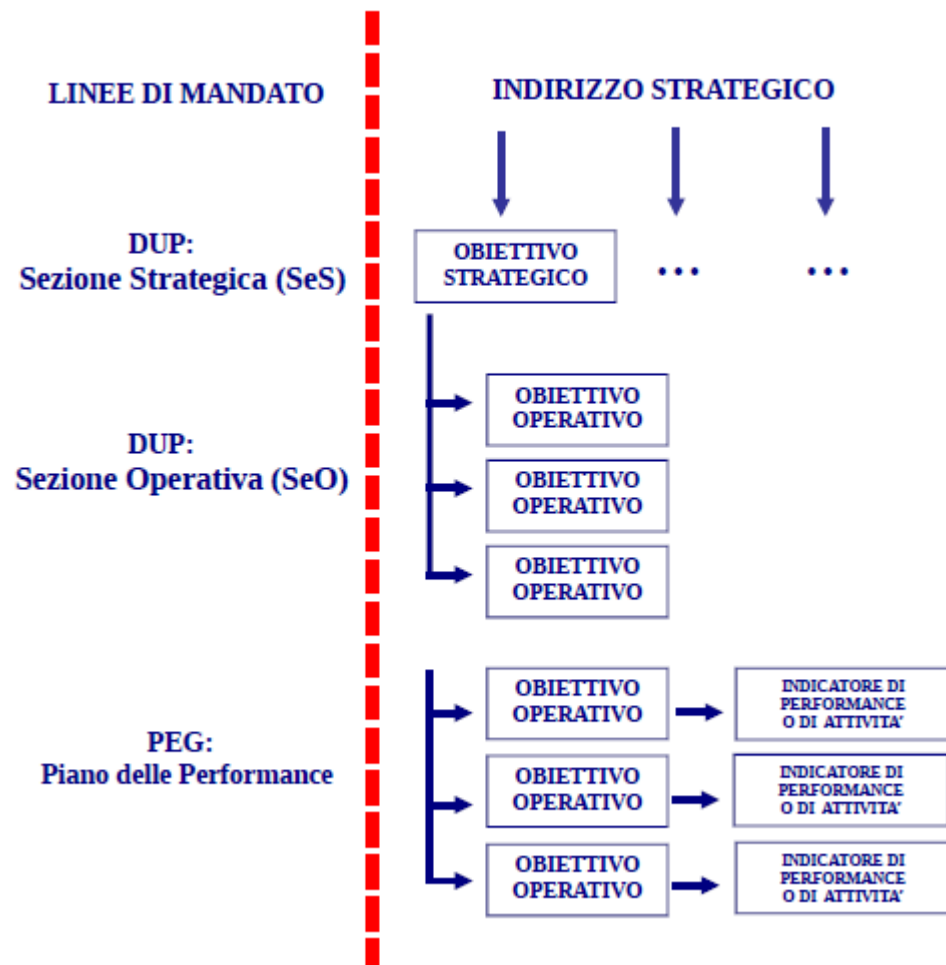 LINEE DI MANDATO
INDIRIZZO STRATEGICO
DUP:
Sezione Strategica (SeS)
OBIETTIVO
STRATEGICO
...
...
DUP:
Sezione Operativa (SeO)
OBIETTIVO
OPERATIVO
OBIETTIVO
OPERATIVO
OBIETTIVO
OPERATIVO
PEG:
Piano delle Performance
OBIETTIVO
OPERATIVO
INDICATORE DI
PERFORMANCE
O DI ATTIVITA'
OBIETTIVO
OPERATIVO
INDICATORE DI
PERFORMANCE
O DI ATTIVITA'
OBIETTIVO
OPERATIVO
INDICATORE DI
PERFORMANCE
O DI ATTIVITA'